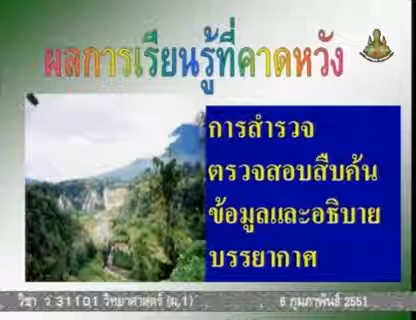 ผลการเรียนรู้ที่คาดหวัง
การสำรวจ
ตรวจสอบสืบค้น
ข้อมูลและอธิบาย
บรรยากาศ
วิชา ว 31101 วิทยาศาสตร์ (ม.1) 6 กุมภาพันธ์ 2551